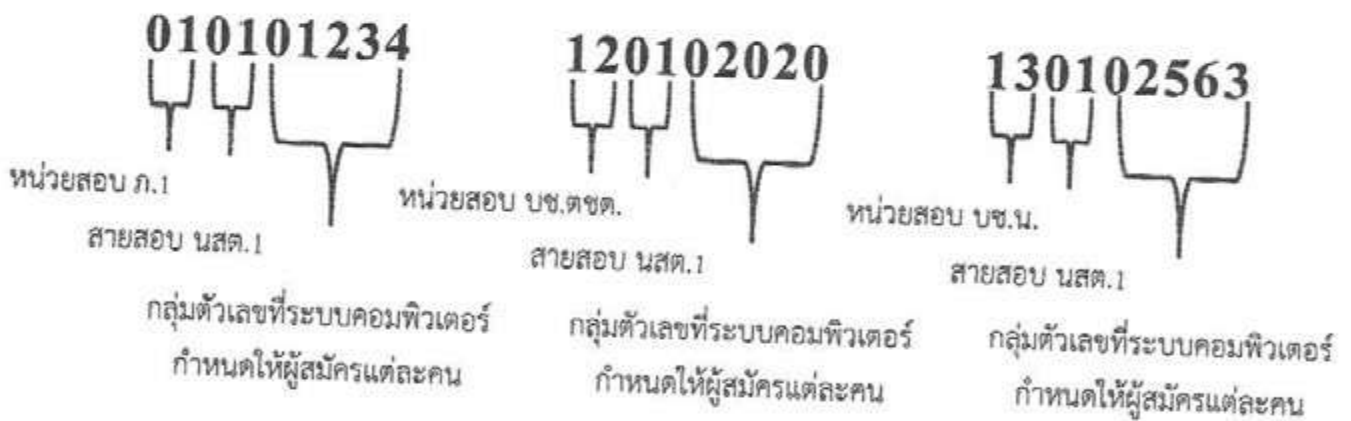 010101234
หน่วยสอบ ภ.1
สายสอบ นสต.1
กลุ่มตัวเลขที่ระบบคอมพิวเตอร์
กำหนดให้ผู้สมัครแต่ละคน
120102020
หน่วยสอบ บช.ตชด.
สายสอบ นสต.1
กลุ่มตัวเลขที่ระบบคอมพิวเตอร์
กำหนดให้ผู้สมัครแต่ละคน
130102563
หน่วยสอบ บช.น.
สายสอบ นสต.1
กลุ่มตัวเลขที่ระบบคอมพิวเตอร์
กำหนดให้ผู้สมัครแต่ละคน